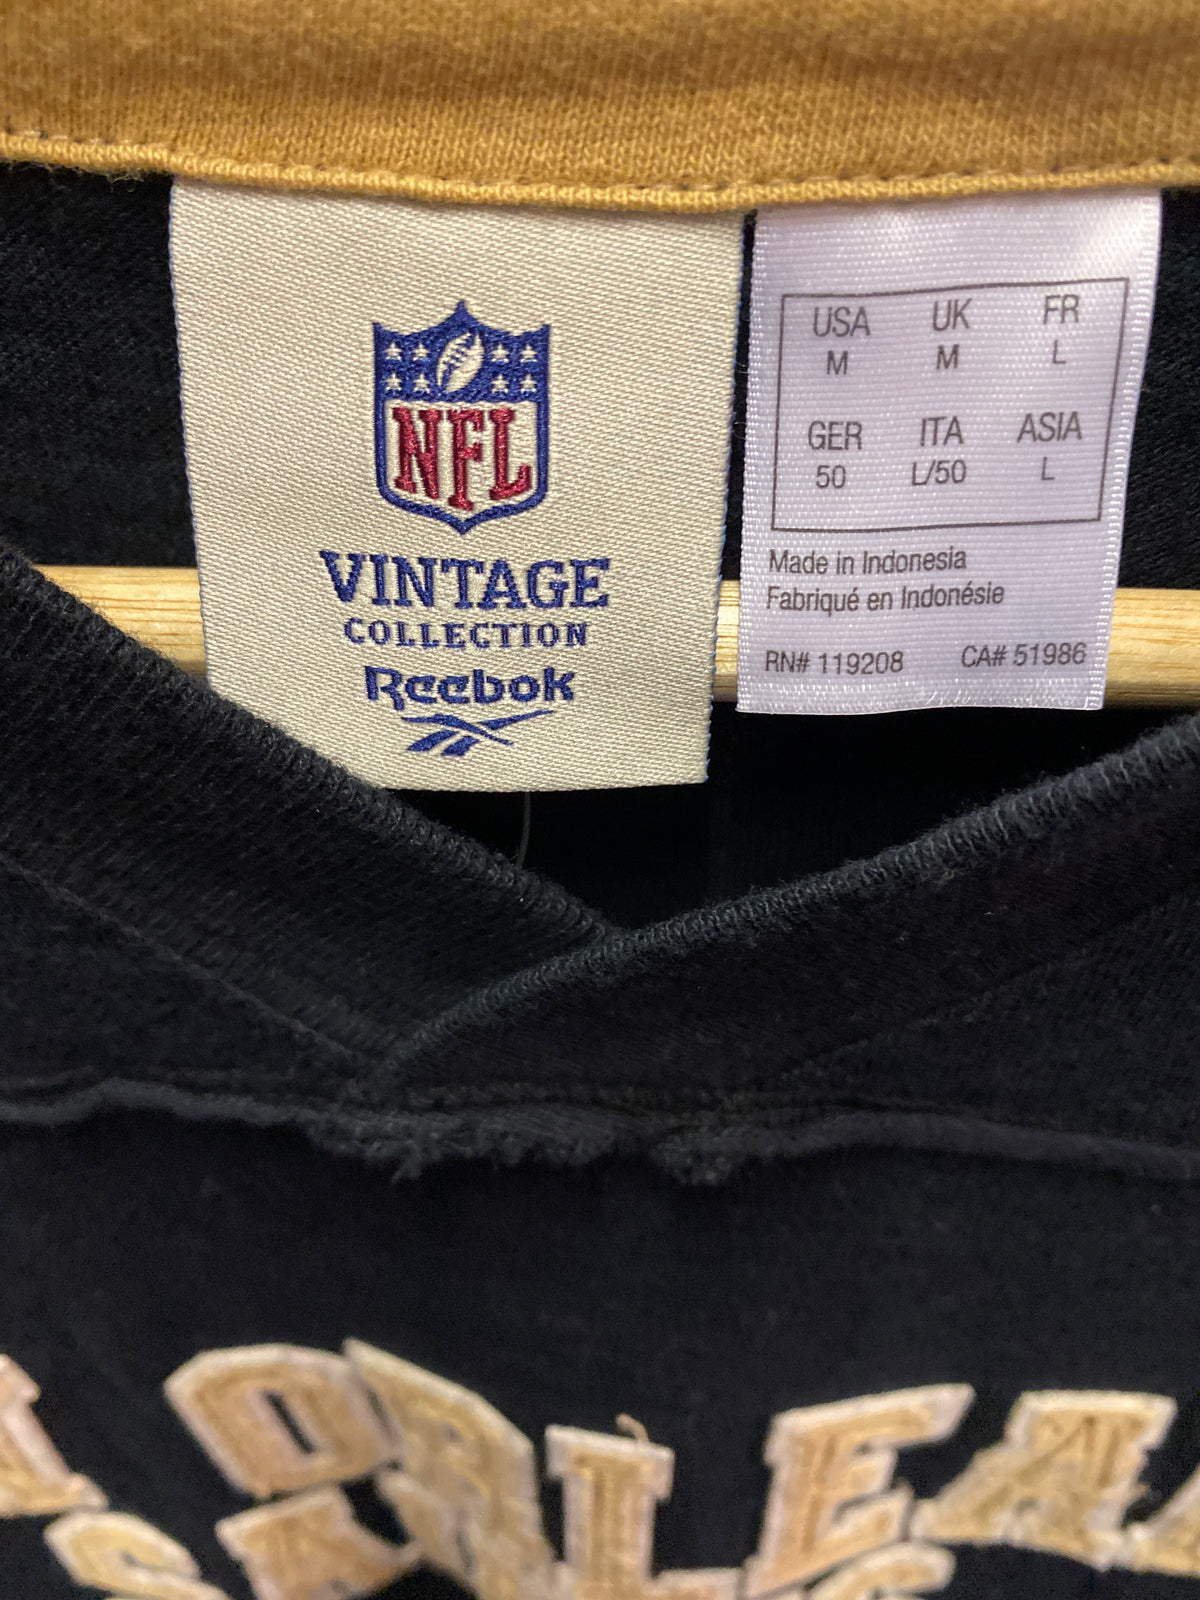 NFL
VINTAGE
COLLECTION
Reebok
USA UK FR
M M L
GER ITA ASIA
50 L/50 L
Made in Indonesia
Fabriqué en Indonésie
RN# 119208 CA# 51986